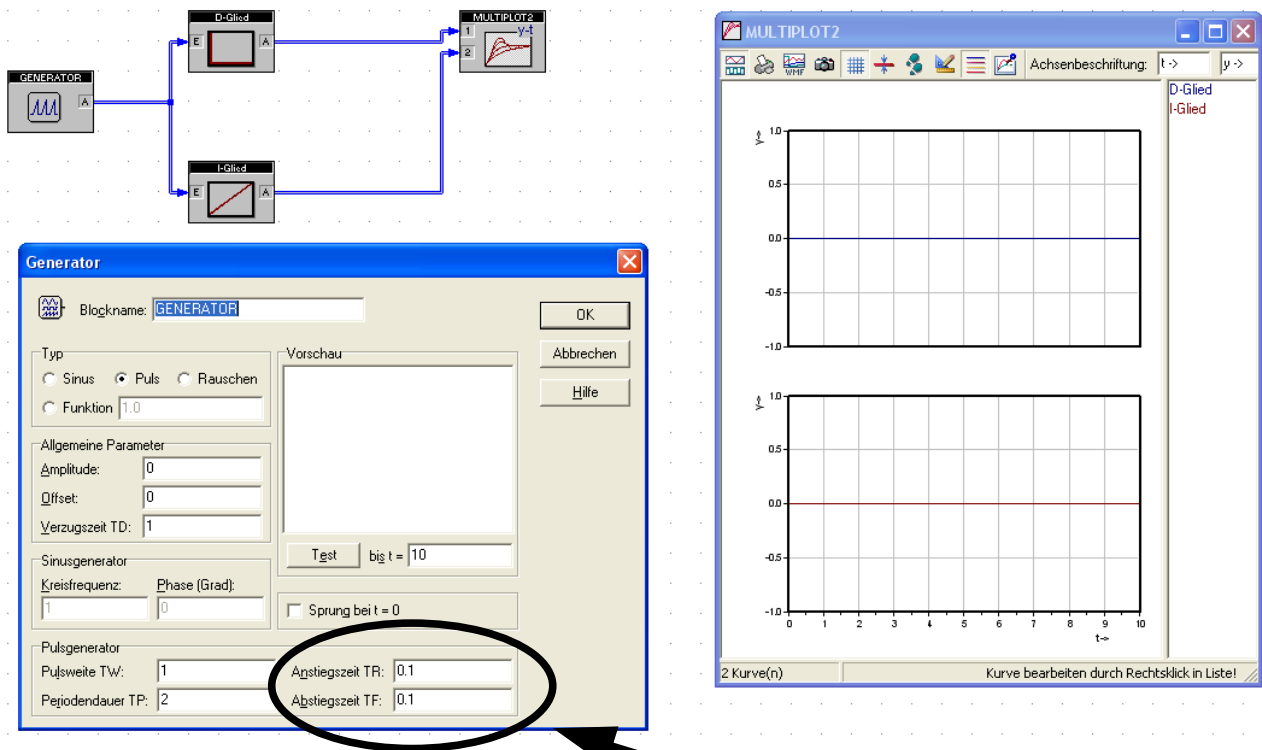 D-Glied
E
A
MULTIPLOT2
1
y-t
2
GENERATOR
A
I-Glied
E
A
Generator
Blockname: GENERATOR
OK
Abbrechen
Hilfe
Typ
Sinus Puls Rauschen
Funktion 1.0
Vorschau
Allgemeine Parameter
Amplitude: 0
Offset: 0
Verzugszeit TD: 1
Test bis t = 10
Sinusgenerator
Kreisfrequenz: Phase (Grad):
1 0
Sprung bei t = 0
Pulsgenerator
Pulsweite TW: 1 Anstiegszeit TR: 0.1
Periodendauer TP: 2 Abstiegszeit TF: 0.1
MULTIPLOT2
WMF
Achsenbeschriftung: t-> y->
D-Glied
I-Glied
y->
1.0
0.5
0.0
-0.5
-1.0
y->
1.0
0.5
0.0
-0.5
-1.0
0 1 2 3 4 5 6 7 8 9 10
t->
2 Kurve(n) Kurve bearbeiten durch Rechtsklick in Liste!